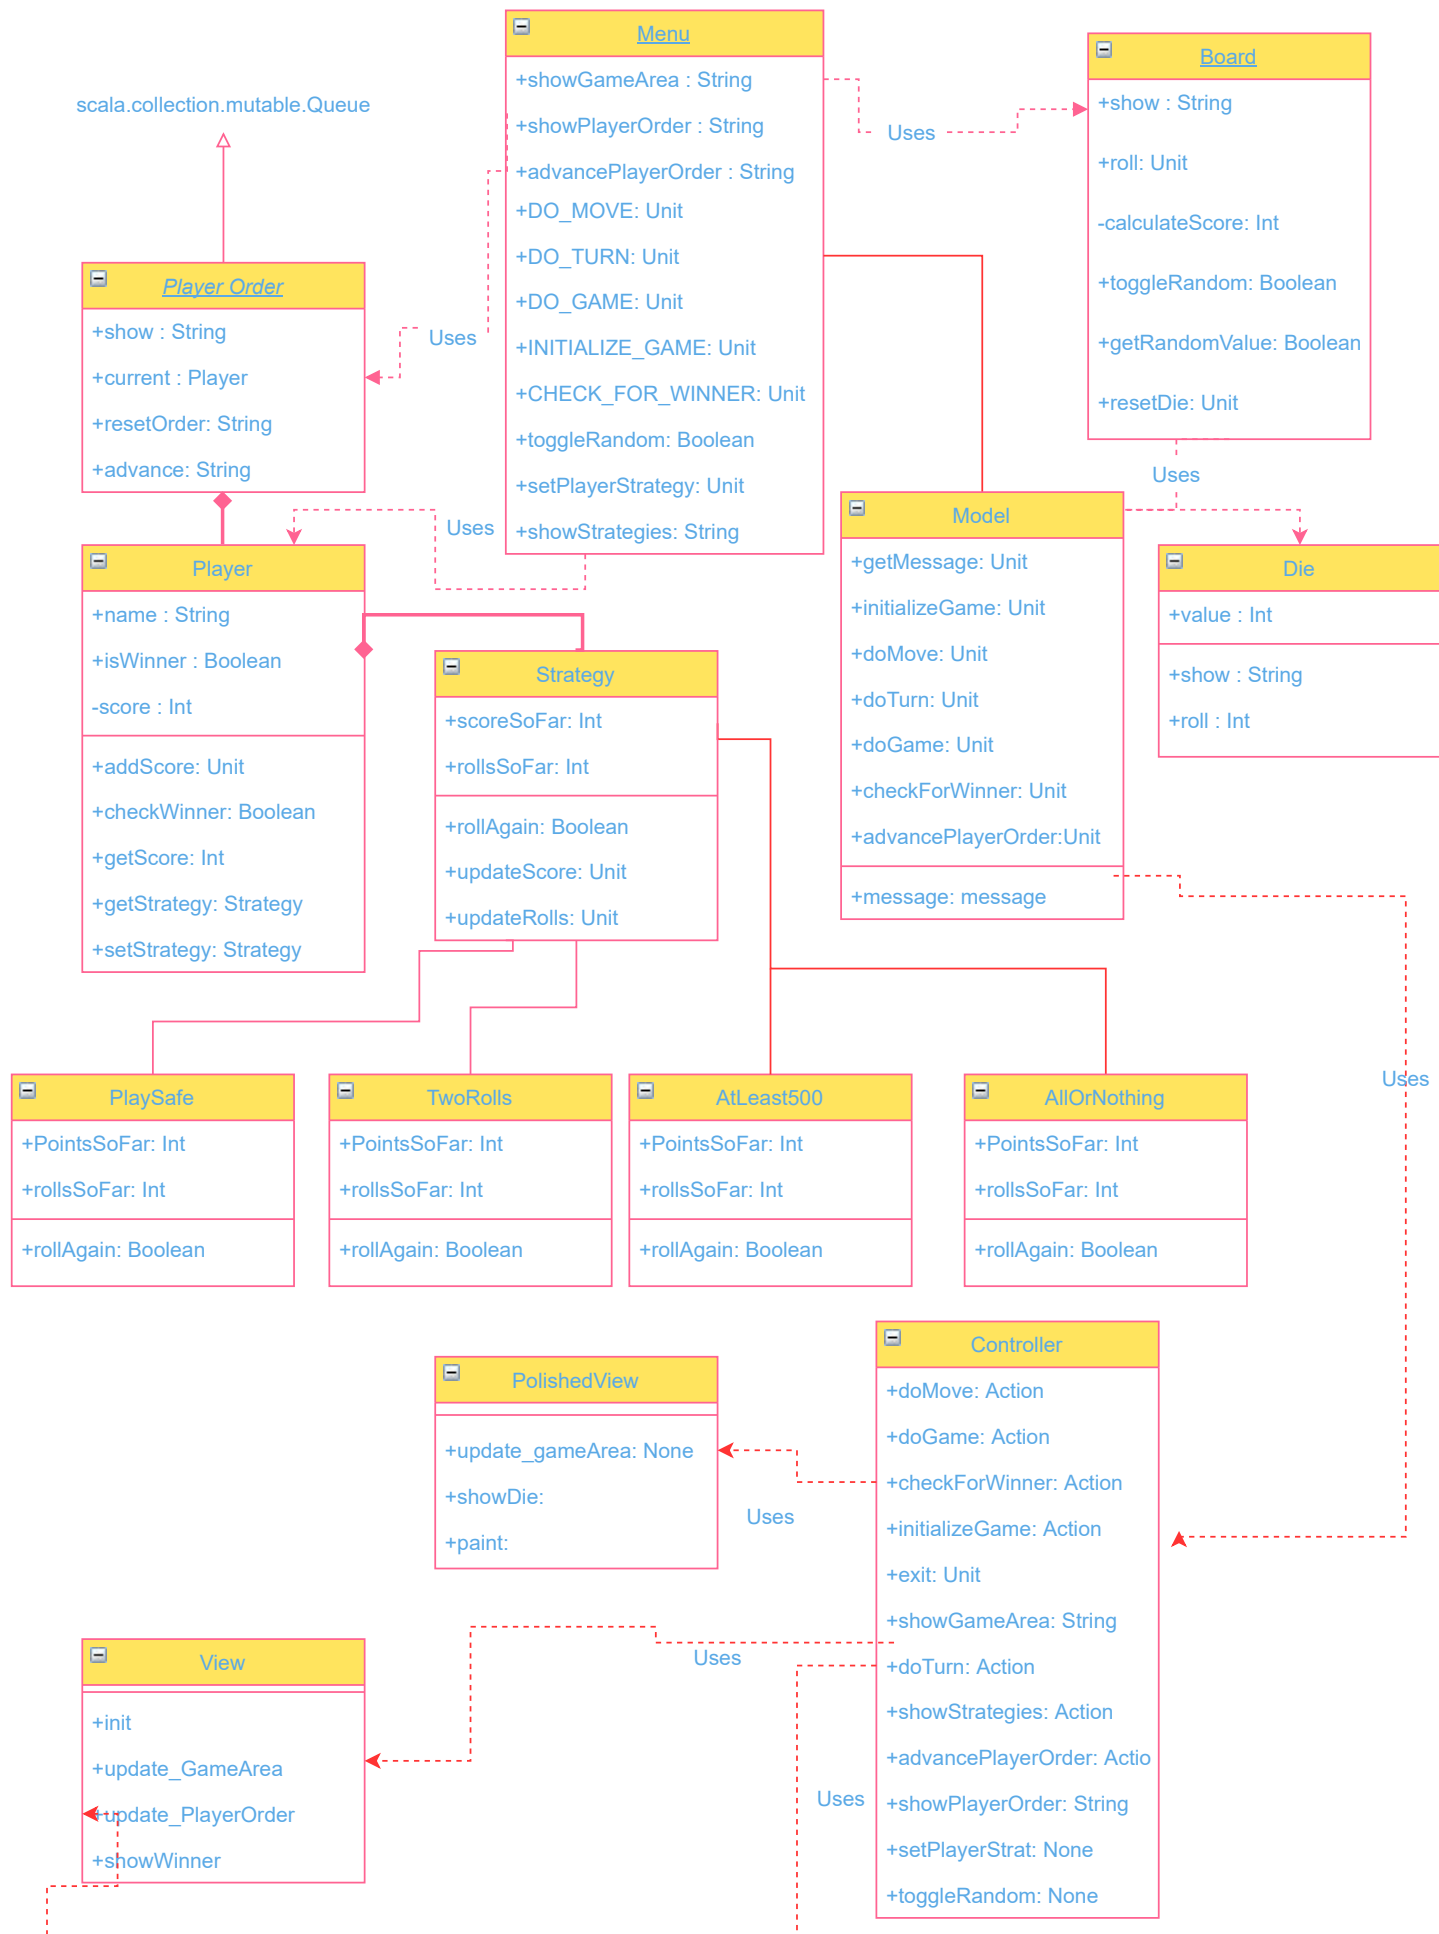 Menu
+showGameArea : String
+showPlayerOrder : String
+advancePlayerOrder : String
+DO_MOVE: Unit
+DO_TURN: Unit
+DO_GAME: Unit
+INITIALIZE_GAME: Unit
+CHECK_FOR_WINNER: Unit
+toggleRandom: Boolean
+setPlayerStrategy: Unit
+showStrategies: String
Uses
Board
+show : String
+roll: Unit
-calculateScore: Int
+toggleRandom: Boolean
+getRandomValue: Boolean
+resetDie: Unit
scala.collection.mutable.Queue
Player Order
+show : String
+current : Player
+resetOrder: String
+advance: String
Uses
Uses
Uses
Player
+name : String
+isWinner : Boolean
-score : Int
+addScore: Unit
+checkWinner: Boolean
+getScore: Int
+getStrategy: Strategy
+setStrategy: Strategy
Strategy
+scoreSoFar: Int
+rollsSoFar: Int
+rollAgain: Boolean
+updateScore: Unit
+updateRolls: Unit
Model
+getMessage: Unit
+initializeGame: Unit
+doMove: Unit
+doTurn: Unit
+doGame: Unit
+checkForWinner: Unit
+advancePlayerOrder:Unit
+message: message
Die
+value : Int
+show : String
+roll : Int
Uses
PlaySafe
+PointsSoFar: Int
+rollsSoFar: Int
+rollAgain: Boolean
TwoRolls
+PointsSoFar: Int
+rollsSoFar: Int
+rollAgain: Boolean
AtLeast500
+PointsSoFar: Int
+rollsSoFar: Int
+rollAgain: Boolean
AllOrNothing
+PointsSoFar: Int
+rollsSoFar: Int
+rollAgain: Boolean
PolishedView
+update_gameArea: None
+showDie:
+paint:
Uses
Controller
+doMove: Action
+doGame: Action
+checkForWinner: Action
+initializeGame: Action
+exit: Unit
+showGameArea: String
+doTurn: Action
+showStrategies: Action
+advancePlayerOrder: Actio
+showPlayerOrder: String
+setPlayerStrat: None
+toggleRandom: None
Uses
Uses
View
+init
+update_GameArea
+update_PlayerOrder
+showWinner